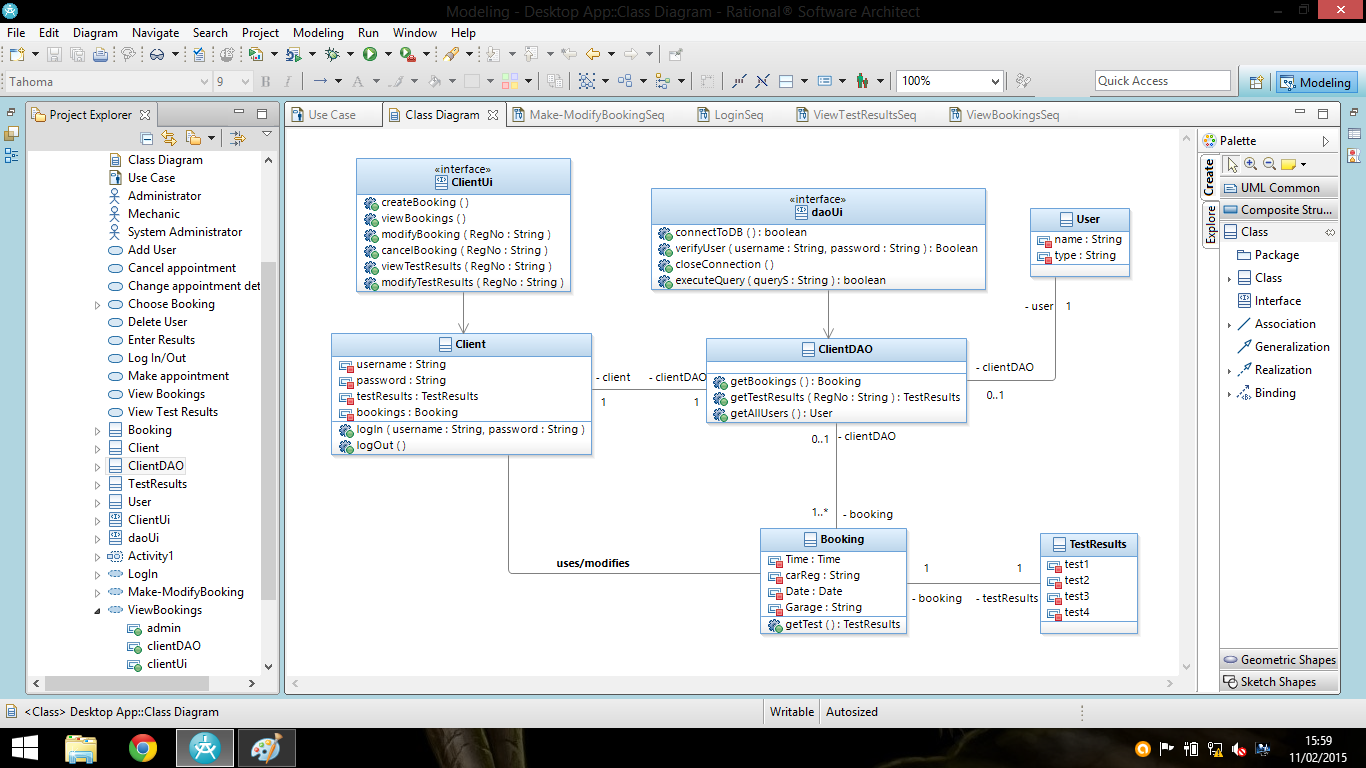 Modeling - Desktop App::Class Diagram - Rational® Software Architect
File Edit Diagram Navigate Search Project Modeling Run Window Help
Tahoma 9 B I A 100% Quick Access Modeling
Project Explorer
Class Diagram
Use Case
Administrator
Mechanic
System Administrator
Add User
Cancel appointment
Change appointment det
Choose Booking
Delete User
Enter Results
Log In/Out
Make appointment
View Bookings
View Test Results
Booking
Client
ClientDAO
TestResults
User
ClientUi
daoUi
Activity1
LogIn
Make-ModifyBooking
ViewBookings
admin
clientDAO
clientUi
Use Case Class Diagram Make-ModifyBookingSeq LoginSeq ViewTestResultsSeq ViewBookingsSeq
«interface»
ClientUi
createBooking ( )
viewBookings ( )
modifyBooking ( RegNo : String )
cancelBooking ( RegNo : String )
viewTestResults ( RegNo : String )
modifyTestResults ( RegNo : String )
«interface»
daoUi
connectToDB ( ) : boolean
verifyUser ( username : String, password : String ) : Boolean
closeConnection ( )
executeQuery ( queryS : String ) : boolean
User
name : String
type : String
- user 1
Client
username : String
password : String
testResults : TestResults
bookings : Booking
logIn ( username : String, password : String )
logOut ( )
- client - clientDAO
1 1
ClientDAO
getBookings ( ) : Booking
getTestResults ( RegNo : String ) : TestResults
getAllUsers ( ) : User
- clientDAO
0..1
0..1 - clientDAO
1..* - booking
uses/modifies
Booking
Time : Time
carReg : String
Date : Date
Garage : String
getTest ( ) : TestResults
1 1
- booking - testResults
TestResults
test1
test2
test3
test4
Palette
Create
Explore
UML Common
Composite Stru...
Class
Package
Class
Interface
Association
Generalization
Realization
Binding
Geometric Shapes
Sketch Shapes
<Class> Desktop App::Class Diagram Writable Autosized
15:59
11/02/2015